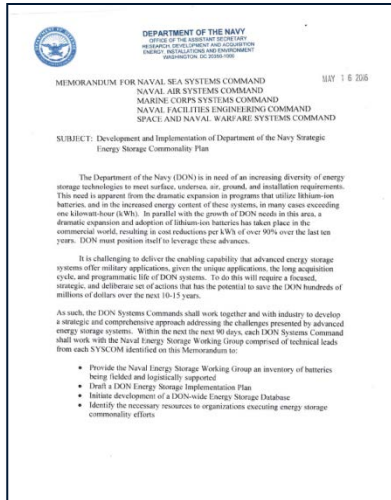 DEPARTMENT OF THE NAVY
OFFICE OF THE ASSISTANT SECRETARY
RESEARCH, DEVELOPMENT AND ACQUISITION
ENERGY, INSTALLATIONS AND ENVIRONMENT
WASHINGTON, DC 20350-1000
MAY 16 2016
MEMORANDUM FOR NAVAL SEA SYSTEMS COMMAND
NAVAL AIR SYSTEMS COMMAND
MARINE CORPS SYSTEMS COMMAND
NAVAL FACILITIES ENGINEERING COMMAND
SPACE AND NAVAL WARFARE SYSTEMS COMMAND
SUBJECT: Development and Implementation of Department of the Navy Strategic
Energy Storage Commonality Plan
The Department of the Navy (DON) is in need of an increasing diversity of energy
storage technologies to meet surface, undersea, air, ground, and installation requirements.
This need is apparent from the dramatic expansion in programs that utilize lithium-ion
batteries, and in the increased energy content of these systems, in many cases exceeding
one kilowatt-hour (kWh). In parallel with the growth of DON needs in this area, a
dramatic expansion and adoption of lithium-ion batteries has taken place in the
commercial world, resulting in cost reductions per kWh of over 90% over the last ten
years. DON must position itself to leverage these advances.
It is challenging to deliver the enabling capability that advanced energy storage
systems offer military applications, given the unique applications, the long acquisition
cycle, and programmatic life of DON systems. To do this will require a focused,
strategic, and deliberate set of actions that has the potential to save the DON hundreds of
millions of dollars over the next 10-15 years.
As such, the DON Systems Commands shall work together and with industry to develop
a strategic and comprehensive approach addressing the challenges presented by advanced
energy storage systems. Within the next the next 90 days, each DON Systems Command
shall work with the Naval Energy Storage Working Group comprised of technical leads
from each SYSCOM identified on this Memorandum to:
• Provide the Naval Energy Storage Working Group an inventory of batteries
being fielded and logistically supported
• Draft a DON Energy Storage Implementation Plan
• Initiate development of a DON-wide Energy Storage Database
• Identify the necessary resources to organizations executing energy storage
commonality efforts